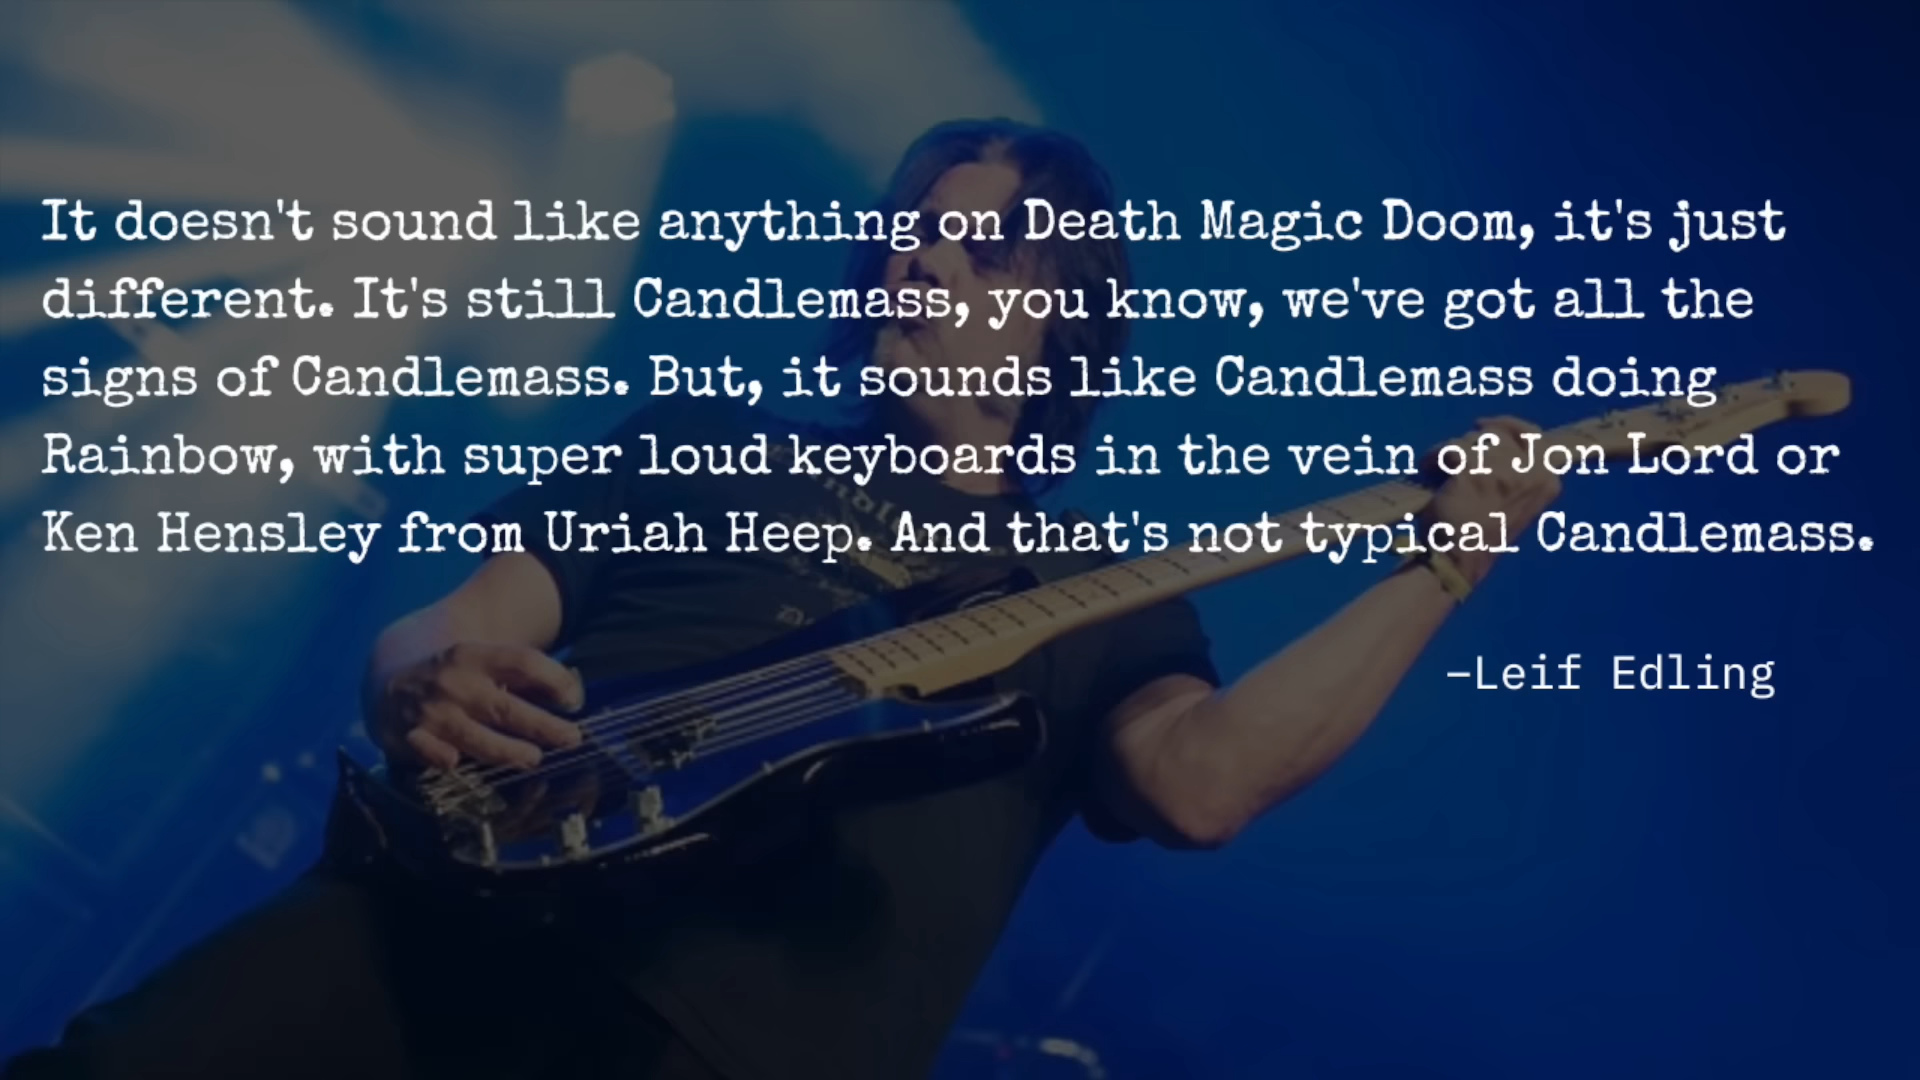 It doesn't sound like anything on Death Magic Doom, it's just
different. It's still Candlemass, you know, we've got all the
signs of Candlemass. But, it sounds like Candlemass doing
Rainbow, with super loud keyboards in the vein of Jon Lord or
Ken Hensley from Uriah Heep. And that's not typical Candlemass.
–Leif Edling